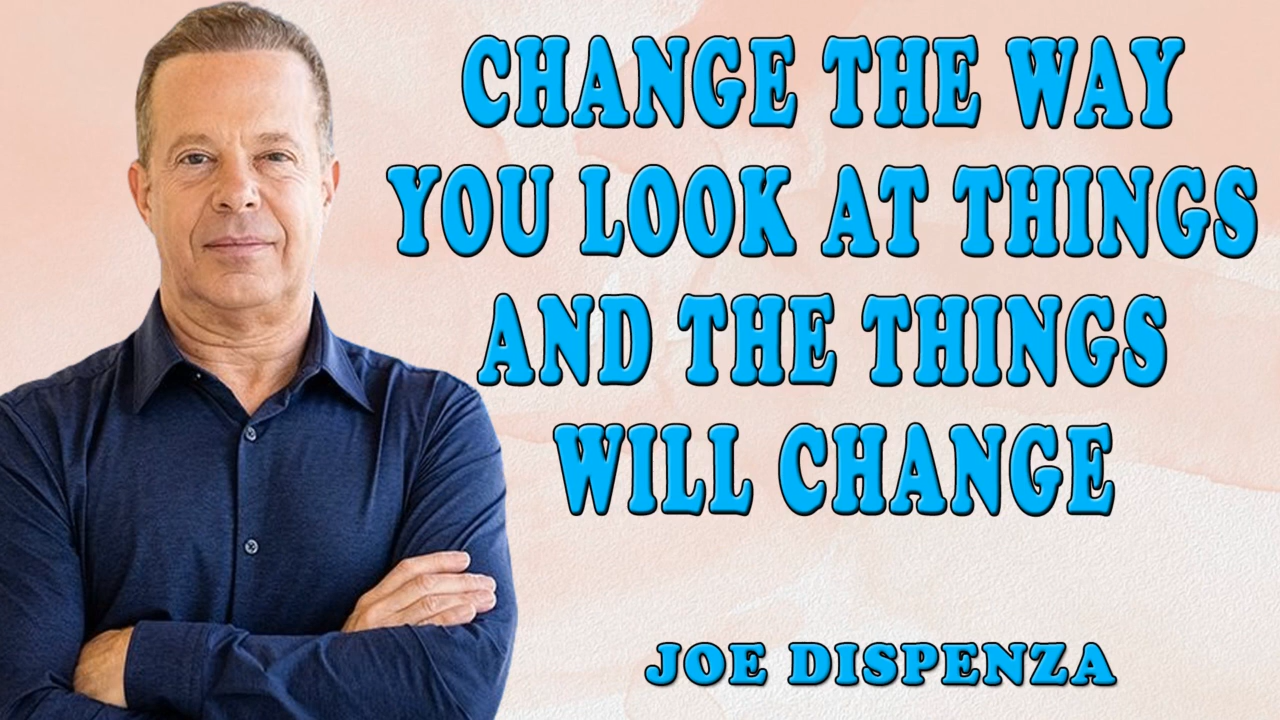 CHANGE THE WAY
YOU LOOK AT THINGS
AND THE THINGS
WILL CHANGE
JOE DISPENZA